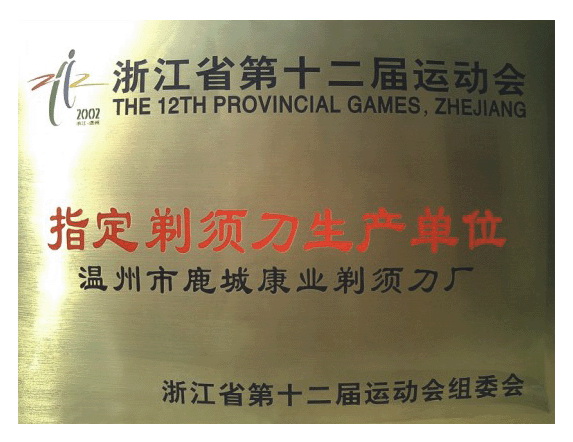 浙江省第十二届运动会
THE 12TH PROVINCIAL GAMES, ZHEJIANG
2002
指定剃须刀生产单位
温州市鹿城康业剃须刀厂
浙江省第十二届运动会组委会